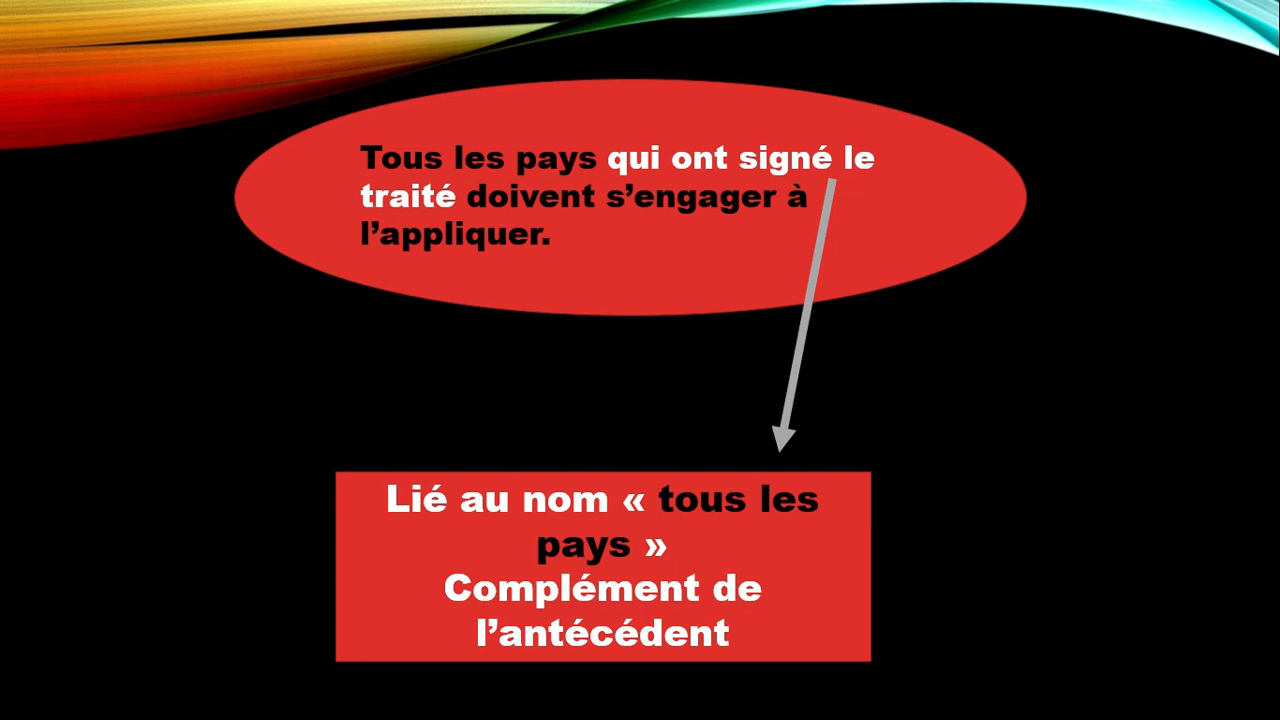 Tous les pays qui ont signé le
traité doivent s’engager à
l’appliquer.
Lié au nom « tous les
pays »
Complément de
l’antécédent